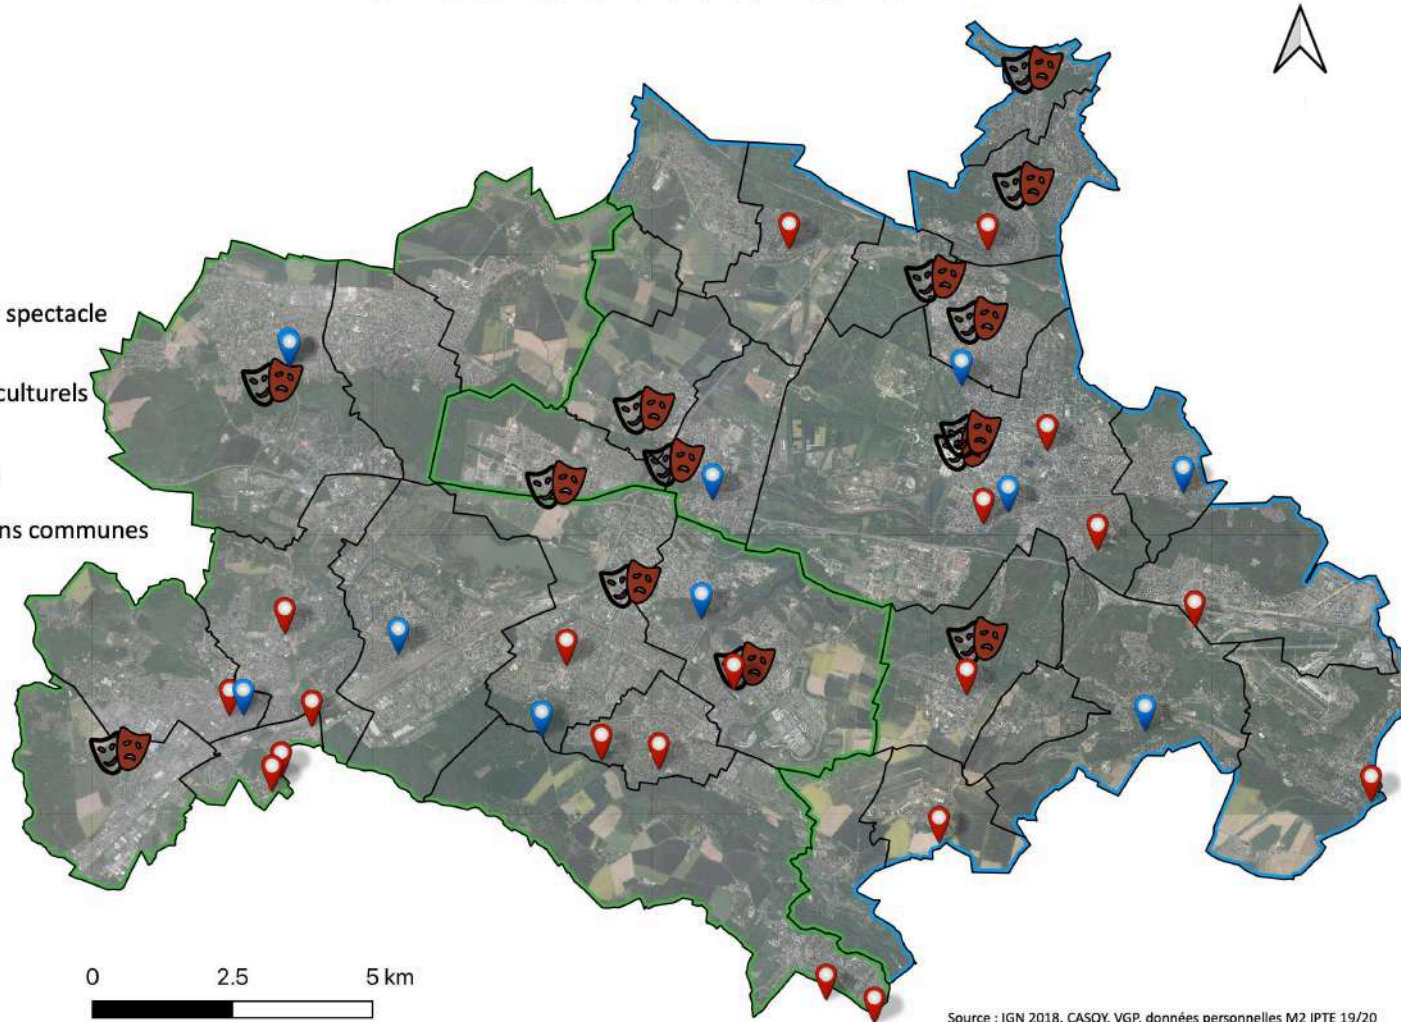 spectacle
culturels
ns communes
0 2.5 5 km
Source : IGN 2018, CASQY, VGP, données personnelles M2 IPTE 19/20